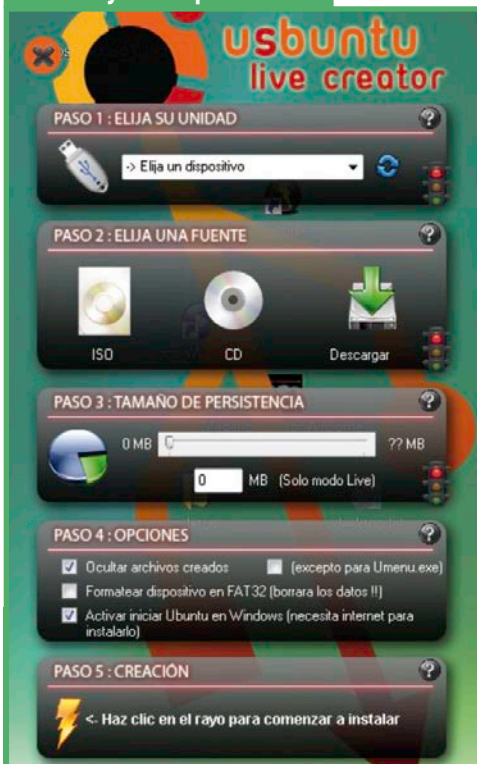 usbuntu
live creator
PASO 1 : ELIJA SU UNIDAD
?
-> Elija un dispositivo
PASO 2 : ELIJA UNA FUENTE
?
ISO CD Descargar
PASO 3 : TAMAÑO DE PERSISTENCIA
?
0 MB ?? MB
0 MB (Solo modo Live)
PASO 4 : OPCIONES
?
Ocultar archivos creados (excepto para Umenu.exe)
Formatear dispositivo en FAT32 (borrara los datos !!)
Activar iniciar Ubuntu en Windows (necesita internet para
instalarlo)
PASO 5 : CREACIÓN
?
<- Haz clic en el rayo para comenzar a instalar